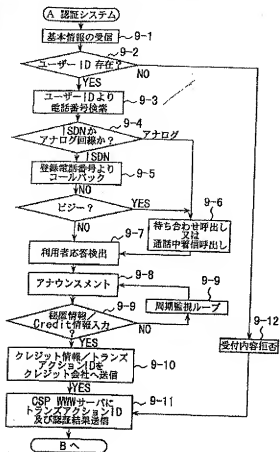 A 認証システム
基本情報の受信
9-1
9-2
ユーザーID 存在?
NO
YES
ユーザーIDより
電話番号検索
9-3
9-4
ISDNか
アナログ回線か?
アナログ
ISDN
登録電話番号より
コールバック
9-5
NO
ビジー?
YES
9-6
待ち合わせ呼出し
又は
通話中着信呼出し
NO
9-7
利用者応答検出
9-8
アナウンスメント
9-9
周期監視ループ
9-9
秘匿情報/
Credit情報入力
?
NO
YES
9-12
受付内容拒否
クレジット情報/トランズ
アクションIDを
クレジット会社へ送信
9-10
YES
9-11
CSP WWWサーバに
トランズアクションID
及び認証結果送信
Bへ